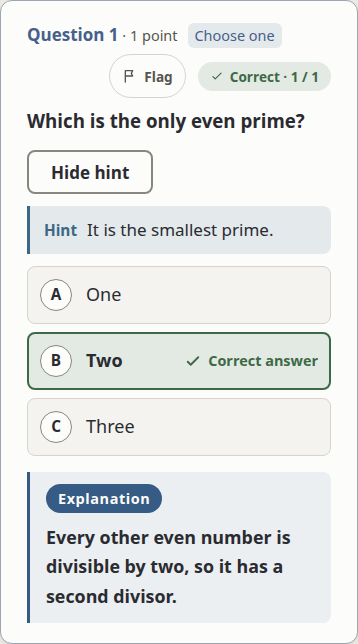 Question 1 · 1 point Choose one
Flag
Correct · 1 / 1
Which is the only even prime?
Hide hint
Hint It is the smallest prime.
A One
B Two Correct answer
C Three
Explanation
Every other even number is
divisible by two, so it has a
second divisor.